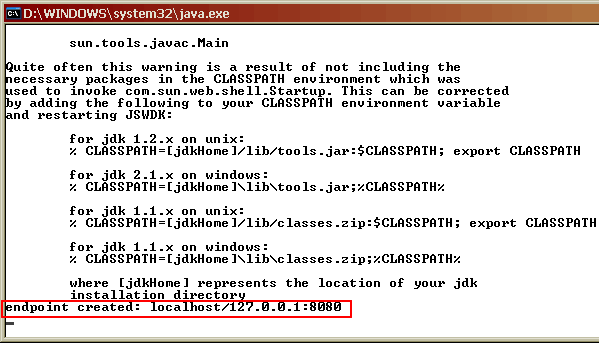 D:\WINDOWS\system32\java.exe
sun.tools.javac.Main
Quite often this warning is a result of not including the
necessary packages in the CLASSPATH environment which was
used to invoke com.sun.web.shell.Startup. This can be corrected
by adding the following to your CLASSPATH environment variable
and restarting JSWDK:
for jdk 1.2.x on unix:
% CLASSPATH=[jdkHome]/lib/tools.jar:$CLASSPATH; export CLASSPATH
for jdk 2.1.x on windows:
% CLASSPATH=[jdkHome]\lib\tools.jar;%CLASSPATH%
for jdk 1.1.x on unix:
% CLASSPATH=[jdkHome]/lib/classes.zip:$CLASSPATH; export CLASSPATH
for jdk 1.1.x on windows:
% CLASSPATH=[jdkHome]\lib\classes.zip;%CLASSPATH%
where [jdkHome] represents the location of your jdk
installation directory
endpoint created: localhost/127.0.0.1:8080